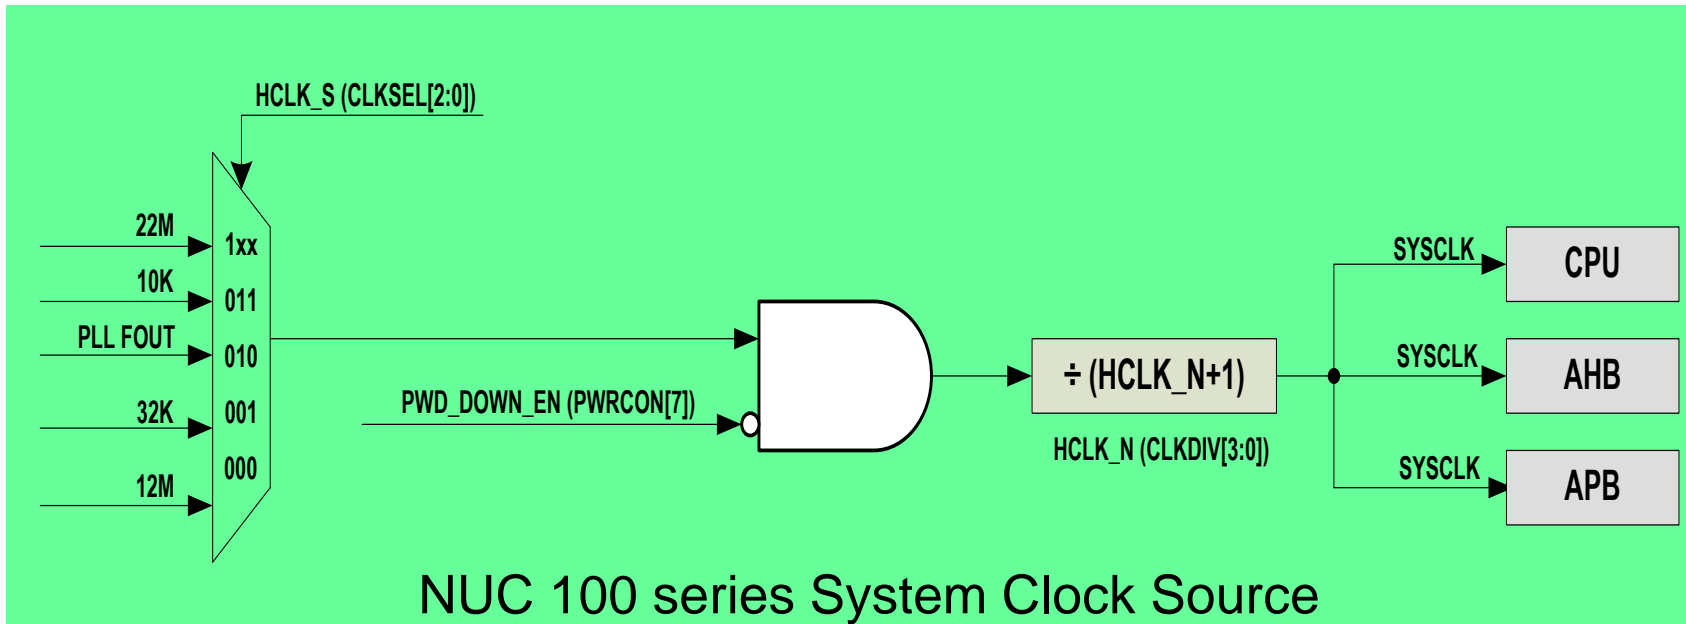 HCLK_S (CLKSEL[2:0])
22M
1xx
10K
011
PLL FOUT
010
32K
001
000
12M
PWD_DOWN_EN (PWRCON[7])
÷ (HCLK_N+1)
HCLK_N (CLKDIV[3:0])
SYSCLK
CPU
SYSCLK
AHB
SYSCLK
APB
NUC 100 series System Clock Source